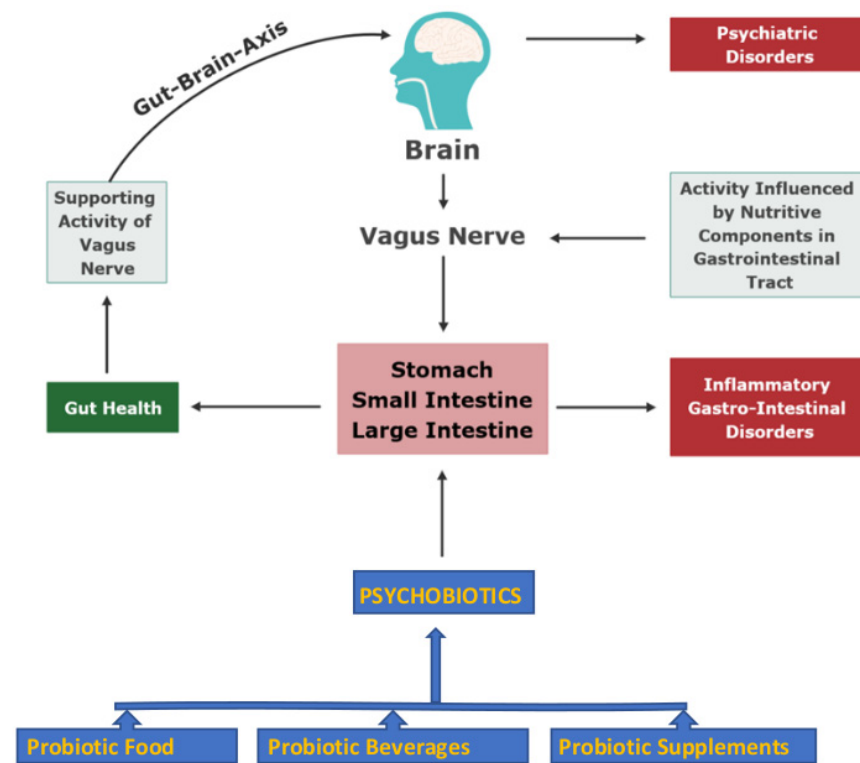 Gut-Brain-Axis
Psychiatric
Disorders
Brain
Supporting
Activity of
Vagus
Nerve
Vagus Nerve
Activity Influenced
by Nutritive
Components in
Gastrointestinal
Tract
Gut Health
Stomach
Small Intestine
Large Intestine
Inflammatory
Gastro-Intestinal
Disorders
PSYCHOBIOTICS
Probiotic Food
Probiotic Beverages
Probiotic Supplements